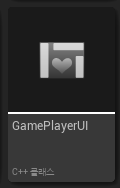 GamePlayerUI
C++ 클래스